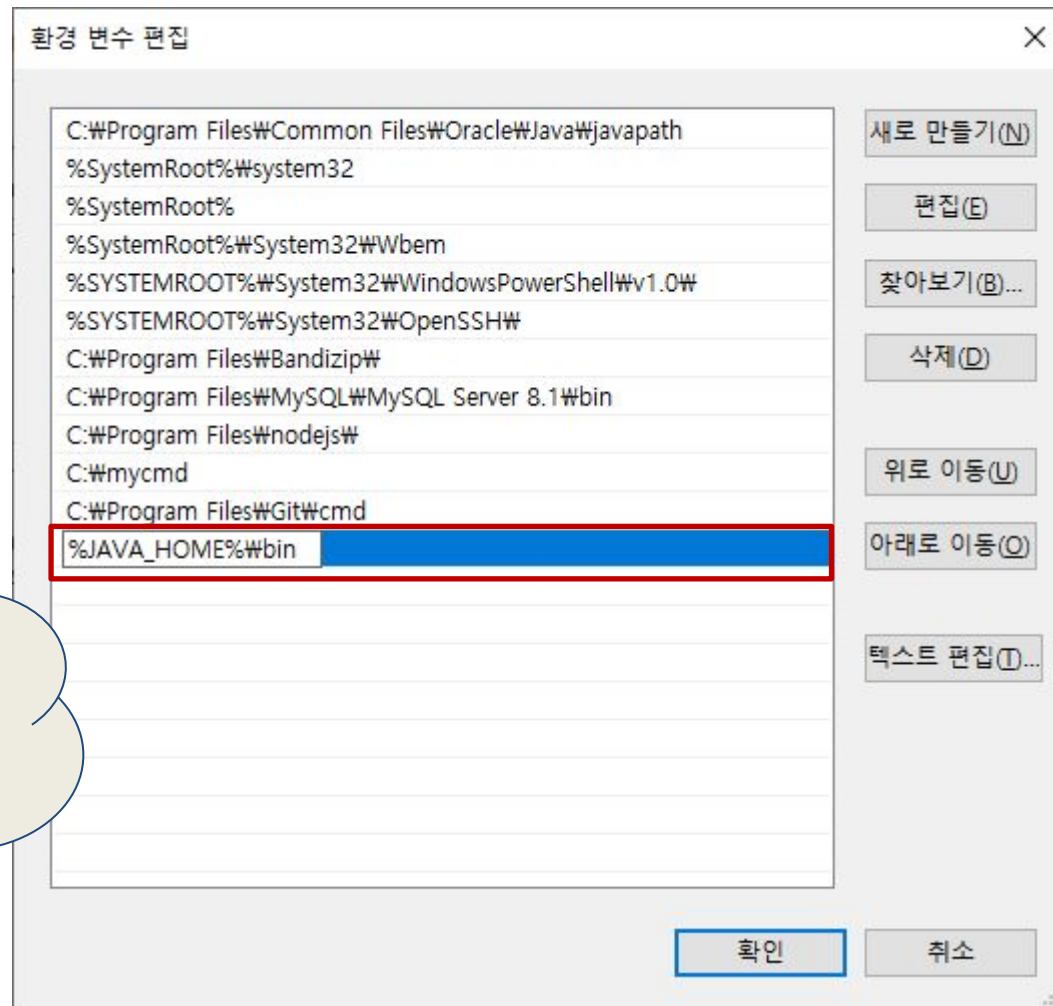 환경 변수 편집
C:₩Program Files₩Common Files₩Oracle₩Java₩javapath
%SystemRoot%₩system32
%SystemRoot%
%SystemRoot%₩System32₩Wbem
%SYSTEMROOT%₩System32₩WindowsPowerShell₩v1.0₩
%SYSTEMROOT%₩System32₩OpenSSH₩
C:₩Program Files₩Bandizip₩
C:₩Program Files₩MySQL₩MySQL Server 8.1₩bin
C:₩Program Files₩nodejs₩
C:₩mycmd
C:₩Program Files₩Git₩cmd
%JAVA_HOME%₩bin
새로 만들기(N)
편집(E)
찾아보기(B)...
삭제(D)
위로 이동(U)
아래로 이동(O)
텍스트 편집(T)...
확인
취소